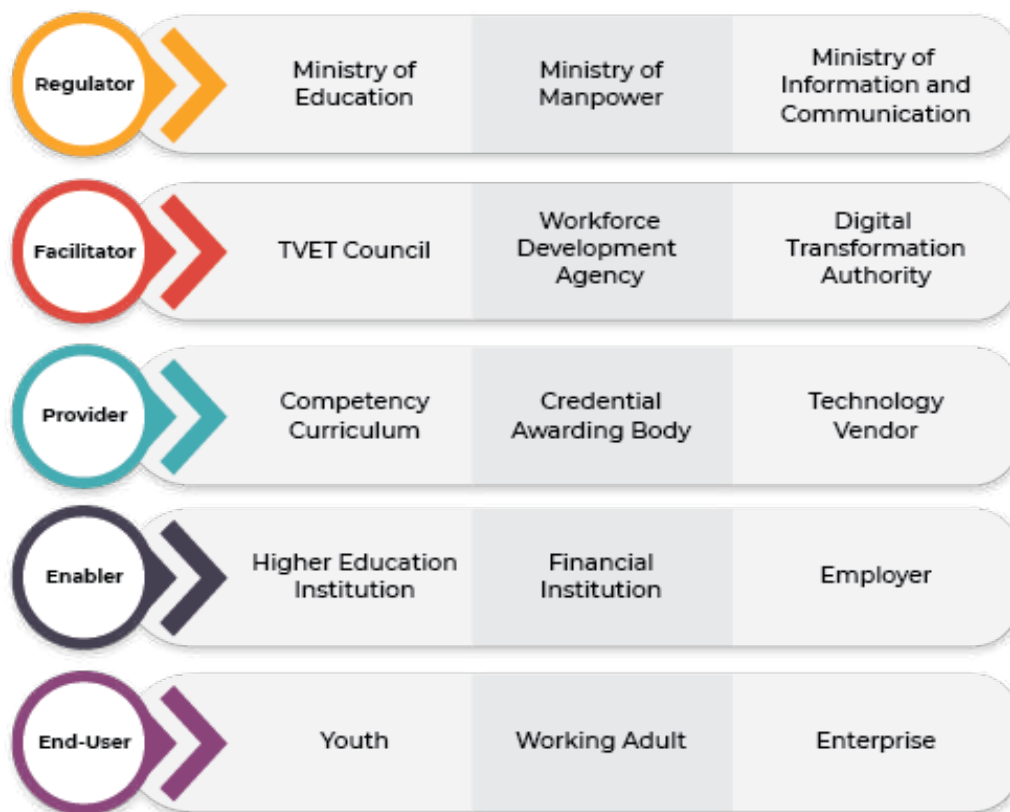 Regulator
Ministry of
Education
Ministry of
Manpower
Ministry of
Information and
Communication
Facilitator
TVET Council
Workforce
Development
Agency
Digital
Transformation
Authority
Provider
Competency
Curriculum
Credential
Awarding Body
Technology
Vendor
Enabler
Higher Education
Institution
Financial
Institution
Employer
End-User
Youth
Working Adult
Enterprise